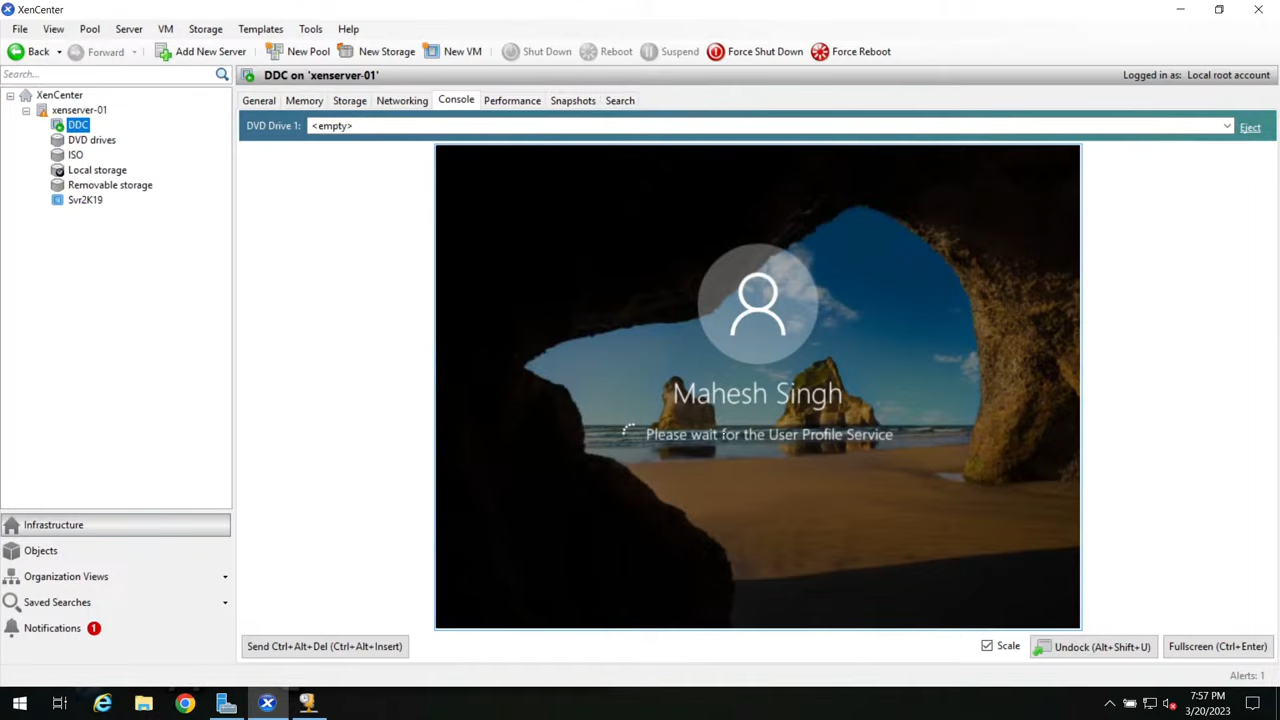 XenCenter
File View Pool Server VM Storage Templates Tools Help
Back Forward Add New Server New Pool New Storage New VM Shut Down Reboot Suspend Force Shut Down Force Reboot
Search...
DDC on 'xenserver-01'
Logged in as: Local root account
XenCenter
xenserver-01
DDC
DVD drives
ISO
Local storage
Removable storage
Svr2K19
General Memory Storage Networking Console Performance Snapshots Search
DVD Drive 1: <empty> Eject
Mahesh Singh
Please wait for the User Profile Service
Infrastructure
Objects
Organization Views
Saved Searches
Notifications 1
Send Ctrl+Alt+Del (Ctrl+Alt+Insert)
Scale
Undock (Alt+Shift+U)
Fullscreen (Ctrl+Enter)
Alerts: 1
7:57 PM
3/20/2023